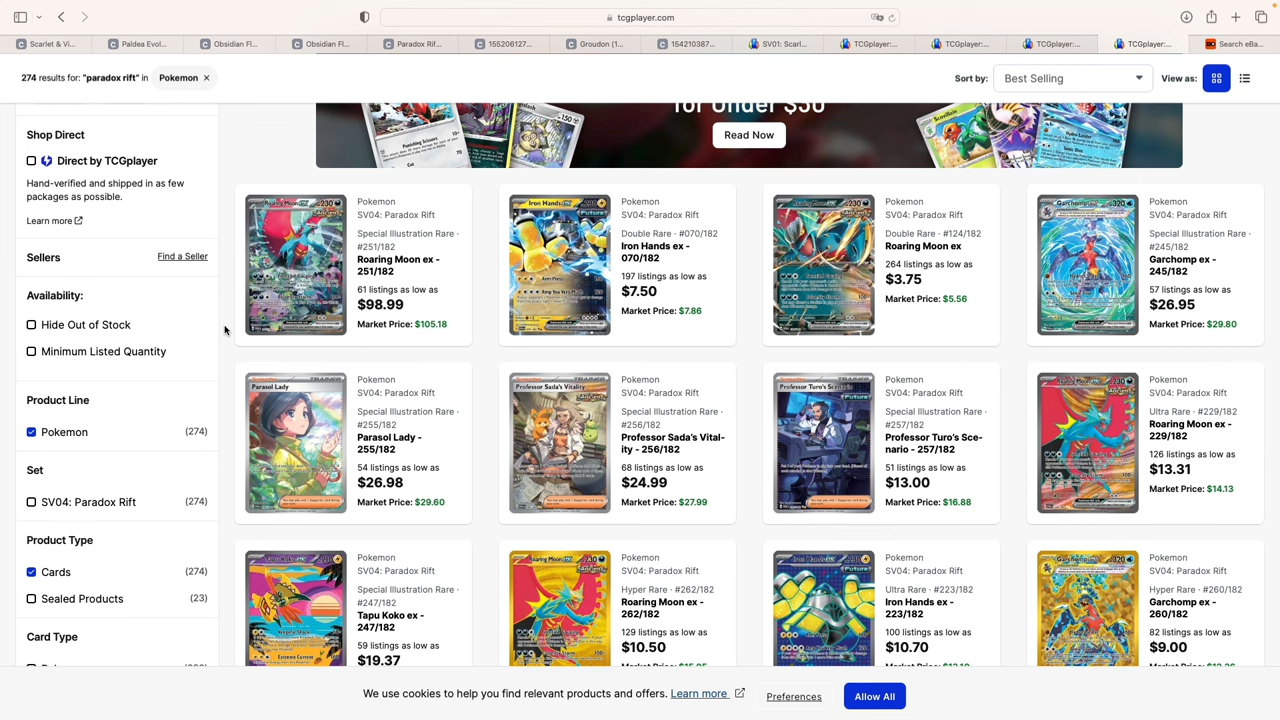 tcgplayer.com
Scarlet & Vi...
Paldea Evol...
Obsidian Fl...
Obsidian Fl...
Paradox Rif...
155206127...
Groudon (1...
154210387...
SV01: Scarl...
TCGplayer:...
TCGplayer:...
TCGplayer:...
TCGplayer:...
Search eBa...
274 results for: "paradox rift" in Pokemon
Sort by: Best Selling
View as:
for Under $50
Read Now
Shop Direct
Direct by TCGplayer
Hand-verified and shipped in as few
packages as possible.
Learn more
Sellers
Find a Seller
Availability:
Hide Out of Stock
Minimum Listed Quantity
Product Line
Pokemon (274)
Set
SV04: Paradox Rift (274)
Product Type
Cards (274)
Sealed Products (23)
Card Type
Pokemon
SV04: Paradox Rift
Special Illustration Rare ·
#251/182
Roaring Moon ex -
251/182
61 listings as low as
$98.99
Market Price: $105.18
Pokemon
SV04: Paradox Rift
Double Rare · #070/182
Iron Hands ex -
070/182
197 listings as low as
$7.50
Market Price: $7.86
Pokemon
SV04: Paradox Rift
Double Rare · #124/182
Roaring Moon ex
264 listings as low as
$3.75
Market Price: $5.56
Pokemon
SV04: Paradox Rift
Special Illustration Rare ·
#245/182
Garchomp ex -
245/182
57 listings as low as
$26.95
Market Price: $29.80
Pokemon
SV04: Paradox Rift
Special Illustration Rare ·
#255/182
Parasol Lady -
255/182
54 listings as low as
$26.98
Market Price: $29.60
Pokemon
SV04: Paradox Rift
Special Illustration Rare ·
#256/182
Professor Sada's Vital-
ity - 256/182
68 listings as low as
$24.99
Market Price: $27.99
Pokemon
SV04: Paradox Rift
Special Illustration Rare ·
#257/182
Professor Turo's Sce-
nario - 257/182
51 listings as low as
$13.00
Market Price: $16.88
Pokemon
SV04: Paradox Rift
Ultra Rare · #229/182
Roaring Moon ex -
229/182
126 listings as low as
$13.31
Market Price: $14.13
Pokemon
SV04: Paradox Rift
Special Illustration Rare ·
#247/182
Tapu Koko ex -
247/182
59 listings as low as
$19.37
Pokemon
SV04: Paradox Rift
Hyper Rare · #262/182
Roaring Moon ex -
262/182
129 listings as low as
$10.50
Pokemon
SV04: Paradox Rift
Ultra Rare · #223/182
Iron Hands ex -
223/182
100 listings as low as
$10.70
Pokemon
SV04: Paradox Rift
Hyper Rare · #260/182
Garchomp ex -
260/182
82 listings as low as
$9.00
We use cookies to help you find relevant products and offers. Learn more
Preferences
Allow All